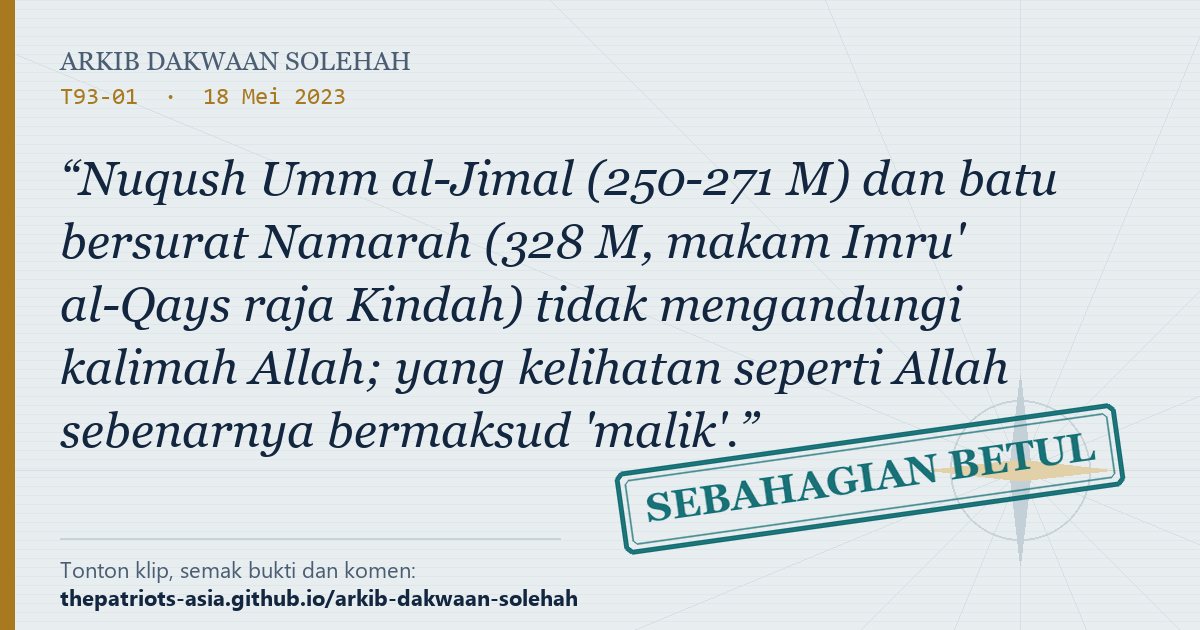 ARKIB DAKWAAN SOLEHAH
T93-01 · 18 Mei 2023
“Nuqush Umm al-Jimal (250-271 M) dan batu
bersurat Namarah (328 M, makam Imru'
al-Qays raja Kindah) tidak mengandungi
kalimah Allah; yang kelihatan seperti Allah
sebenarnya bermaksud 'malik'.”
SEBAHAGIAN BETUL
Tonton klip, semak bukti dan komen:
thepatriots-asia.github.io/arkib-dakwaan-solehah